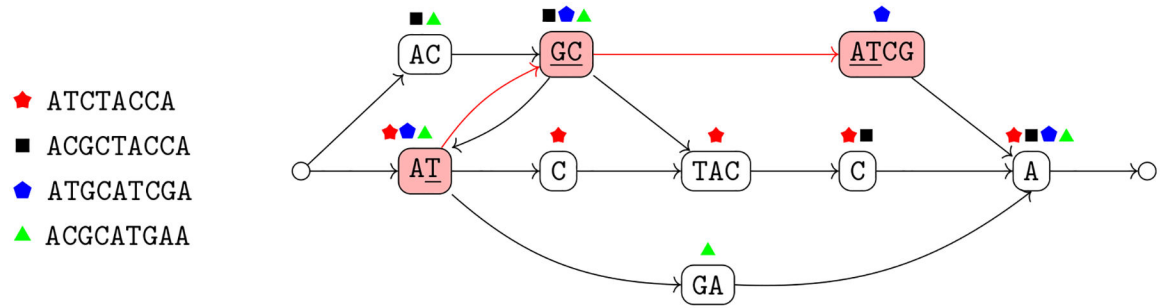 ATCTACCA
ACGCTACCA
ATGCATCGA
ACGCATGAA
AC GC ATCG
AT C TAC C A
GA